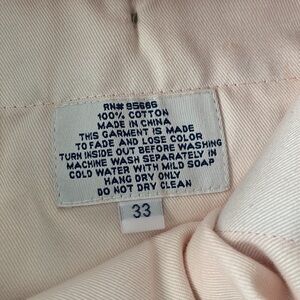 RN# 95686
100% COTTON
MADE IN CHINA
THIS GARMENT IS MADE
TO FADE AND LOSE COLOR
TURN INSIDE OUT BEFORE WASHING
MACHINE WASH SEPARATELY IN
COLD WATER WITH MILD SOAP
HANG DRY ONLY
DO NOT DRY CLEAN
33